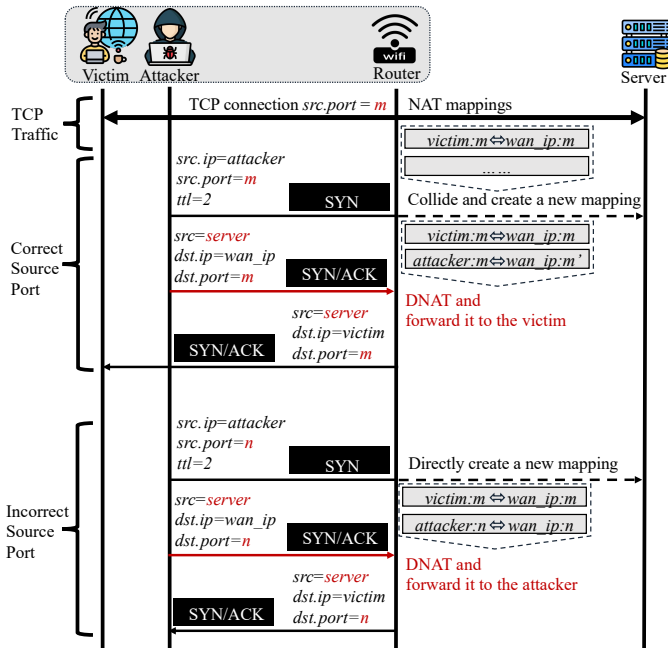 wifi
Victim
Attacker
Router
Server
TCP
Traffic
TCP connection src.port = m
NAT mappings
victim:m⇔wan_ip:m
……
Correct
Source
Port
src.ip=attacker
src.port=m
ttl=2
SYN
Collide and create a new mapping
victim:m⇔wan_ip:m
attacker:m⇔wan_ip:m’
src=server
dst.ip=wan_ip
dst.port=m
SYN/ACK
DNAT and
forward it to the victim
src=server
dst.ip=victim
dst.port=m
SYN/ACK
Incorrect
Source
Port
src.ip=attacker
src.port=n
ttl=2
SYN
Directly create a new mapping
victim:m⇔wan_ip:m
attacker:n⇔wan_ip:n
src=server
dst.ip=wan_ip
dst.port=n
SYN/ACK
DNAT and
forward it to the attacker
src=server
dst.ip=victim
dst.port=n
SYN/ACK